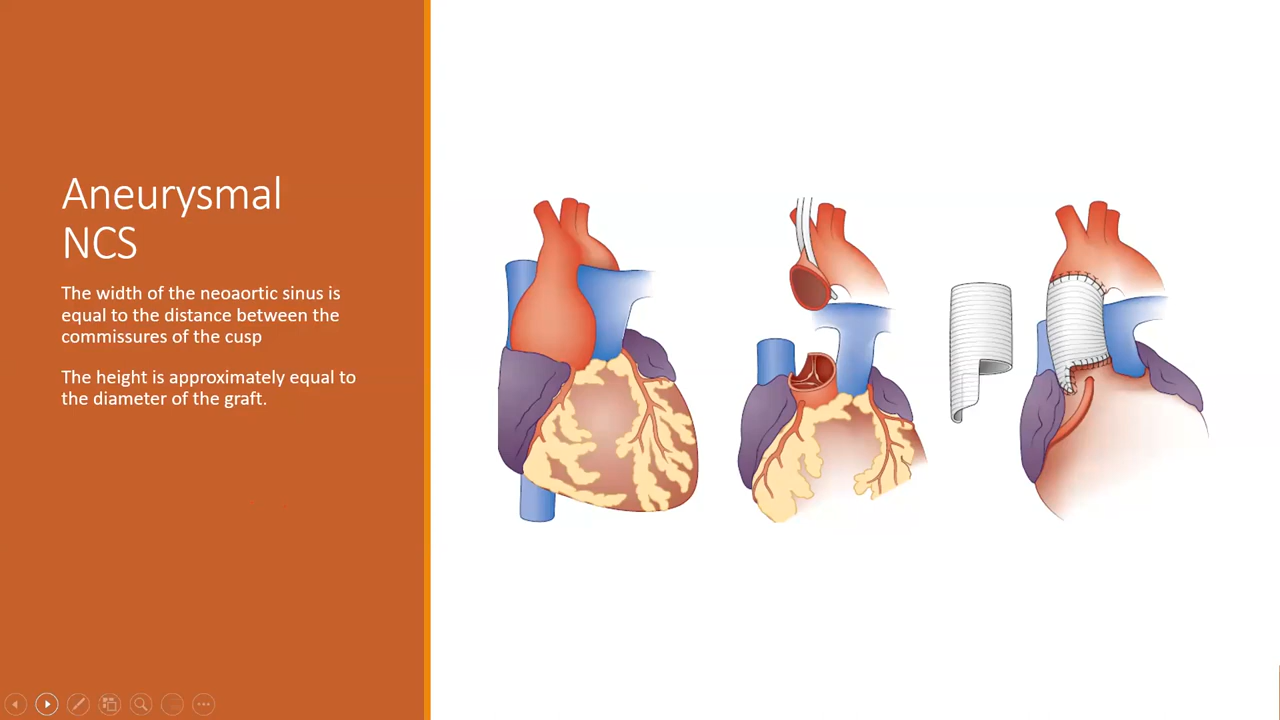 Aneurysmal
NCS
The width of the neoaortic sinus is
equal to the distance between the
commissures of the cusp
The height is approximately equal to
the diameter of the graft.